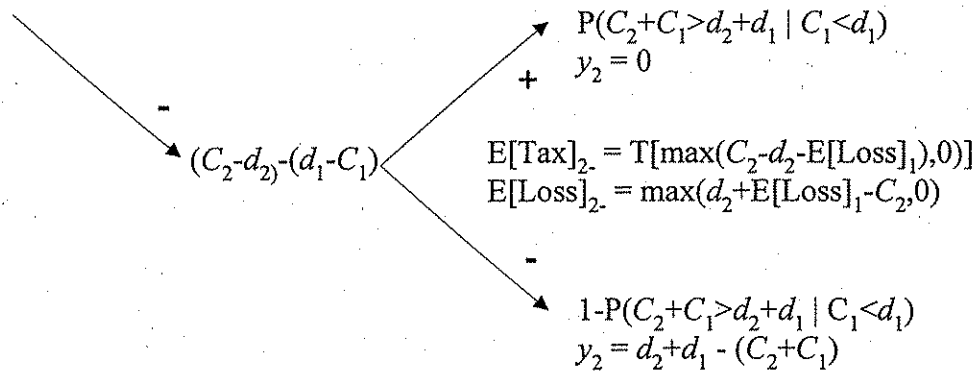 P(C₂+C₁>d₂+d₁ | C₁<d₁)
y₂ = 0
+
-
(C₂-d₂₎-(d₁-C₁)
E[Tax]₂₋ = T[max(C₂-d₂-E[Loss]₁),0)]
E[Loss]₂₋ = max(d₂+E[Loss]₁-C₂,0)
-
1-P(C₂+C₁>d₂+d₁ | C₁<d₁)
y₂ = d₂+d₁ - (C₂+C₁)